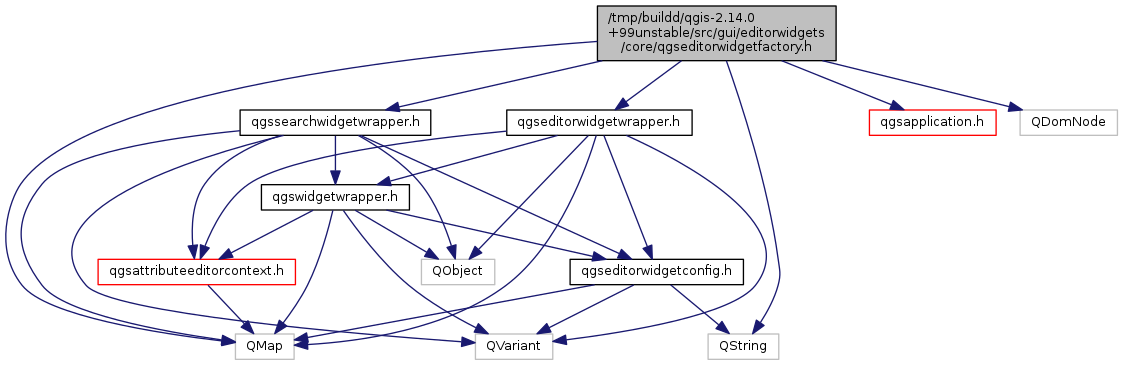 /tmp/buildd/qgis-2.14.0
+99unstable/src/gui/editorwidgets
/core/qgseditorwidgetfactory.h
qgssearchwidgetwrapper.h
qgseditorwidgetwrapper.h
qgsapplication.h
QDomNode
qgswidgetwrapper.h
qgsattributeeditorcontext.h
QObject
qgseditorwidgetconfig.h
QMap
QVariant
QString